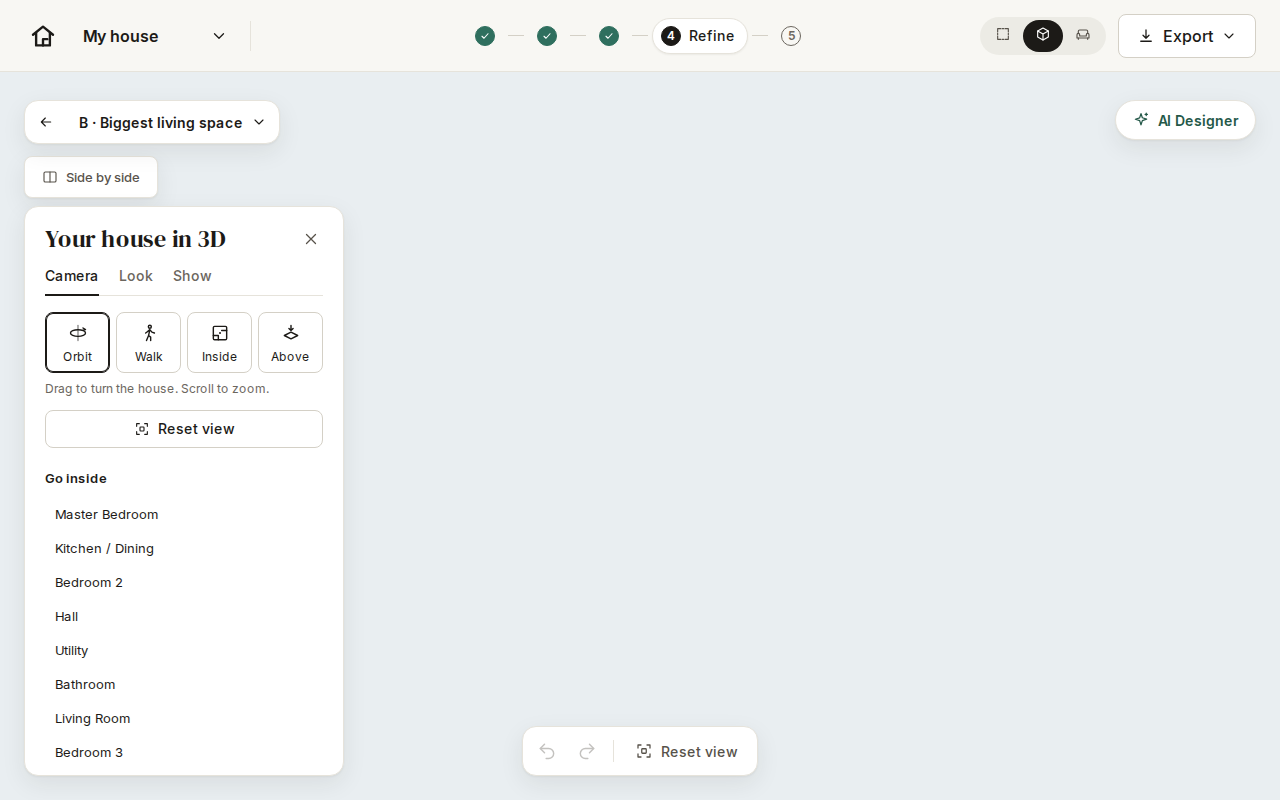 My house
4 Refine
5
Export
B · Biggest living space
AI Designer
Side by side
Your house in 3D
Camera Look Show
Orbit Walk Inside Above
Drag to turn the house. Scroll to zoom.
Reset view
Go inside
Master Bedroom
Kitchen / Dining
Bedroom 2
Hall
Utility
Bathroom
Living Room
Bedroom 3
Reset view